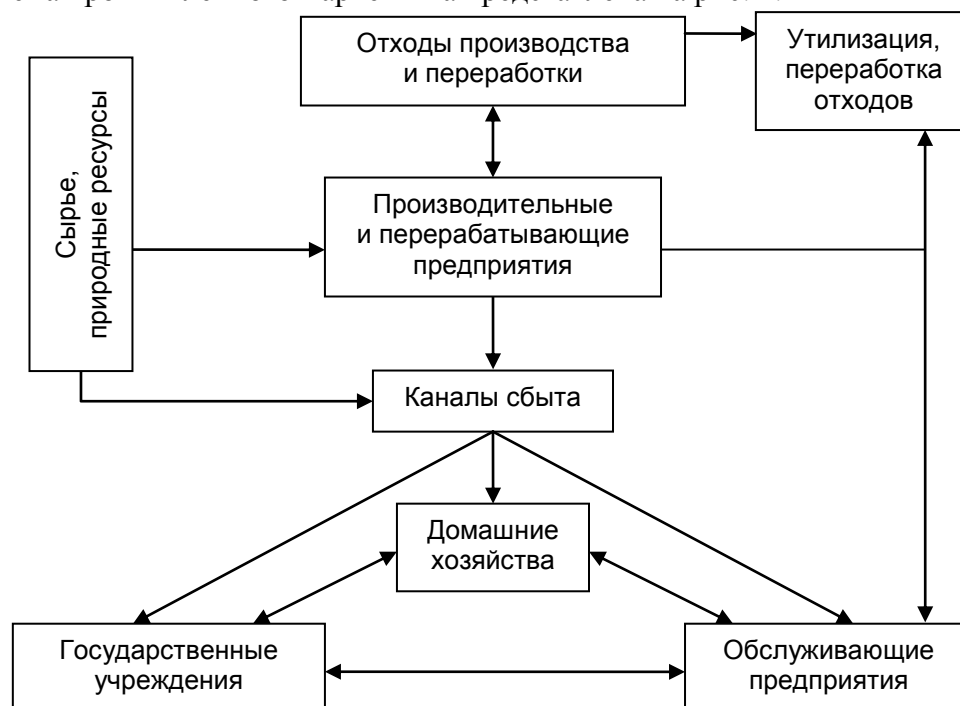 Отходы производства
и переработки
Утилизация,
переработка
отходов
Сырье,
природные ресурсы
Производительные
и перерабатывающие
предприятия
Каналы сбыта
Домашние
хозяйства
Государственные
учреждения
Обслуживающие
предприятия